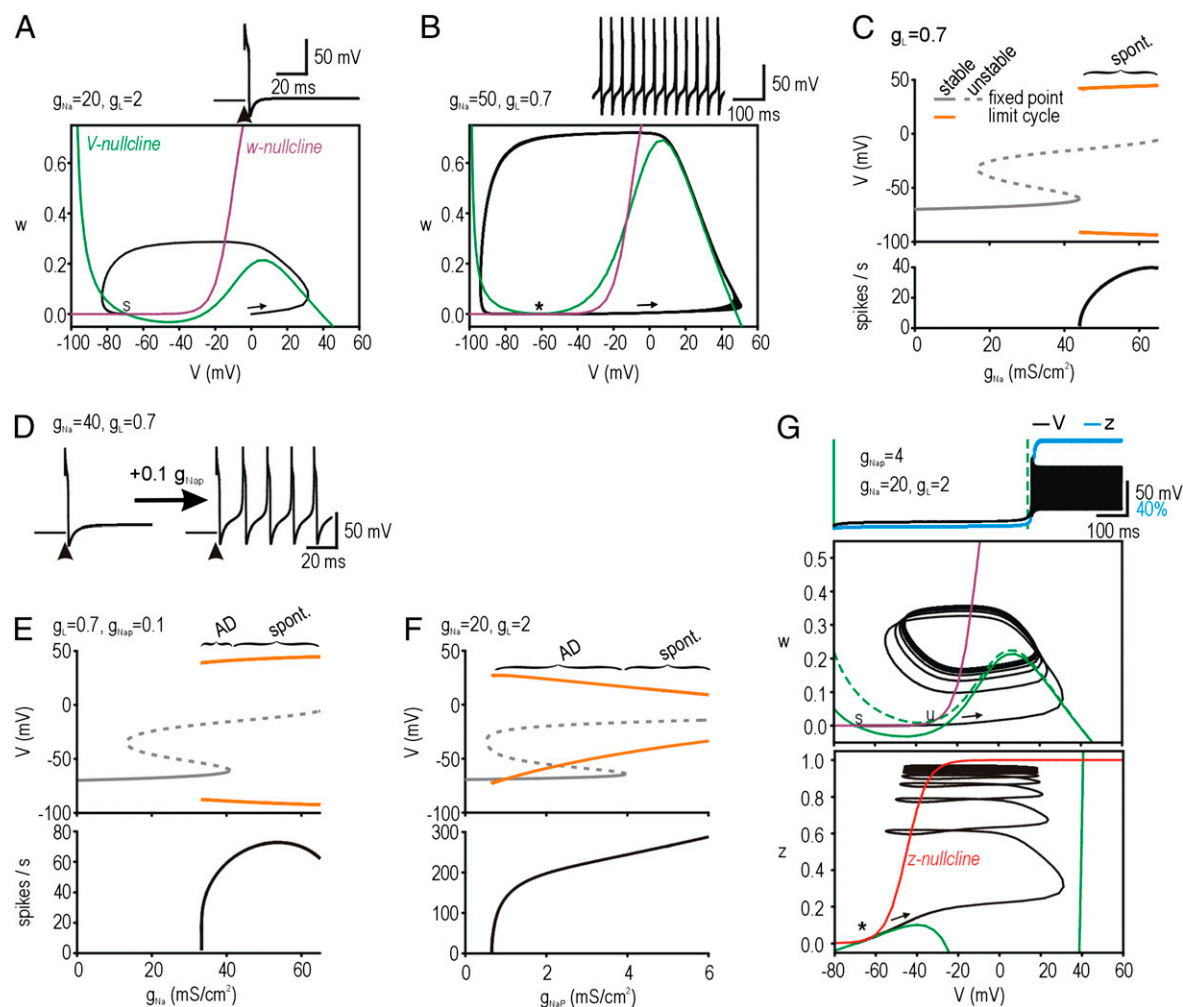 A
50 mV
20 ms
g_Na=20, g_L=2
V-nullcline
w-nullcline
0.6
0.4
0.2
0.0
w
s
-100 -80 -60 -40 -20 0 20 40 60
V (mV)
B
50 mV
100 ms
g_Na=50, g_L=0.7
0.6
0.4
0.2
0.0
*
-100 -80 -60 -40 -20 0 20 40 60
V (mV)
C
g_L=0.7
stable
unstable
spont.
fixed point
limit cycle
50
0
-50
-100
V (mV)
40
20
0
spikes / s
0 20 40 60
g_Na (mS/cm²)
D
g_Na=40, g_L=0.7
+0.1 g_Nap
50 mV
20 ms
E
g_L=0.7, g_Nap=0.1
AD
spont.
50
0
-50
-100
V (mV)
80
60
40
20
0
spikes / s
0 20 40 60
g_Na (mS/cm²)
F
g_Na=20, g_L=2
AD
spont.
50
0
-50
-100
300
200
100
0
0 2 4 6
g_NaP (mS/cm²)
G
V
z
g_Nap=4
g_Na=20, g_L=2
50 mV
40%
100 ms
0.5
0.4
0.3
0.2
0.1
0.0
w
s
u
1.0
0.8
0.6
0.4
0.2
0.0
z
z-nullcline
*
-80 -60 -40 -20 0 20 40 60
V (mV)